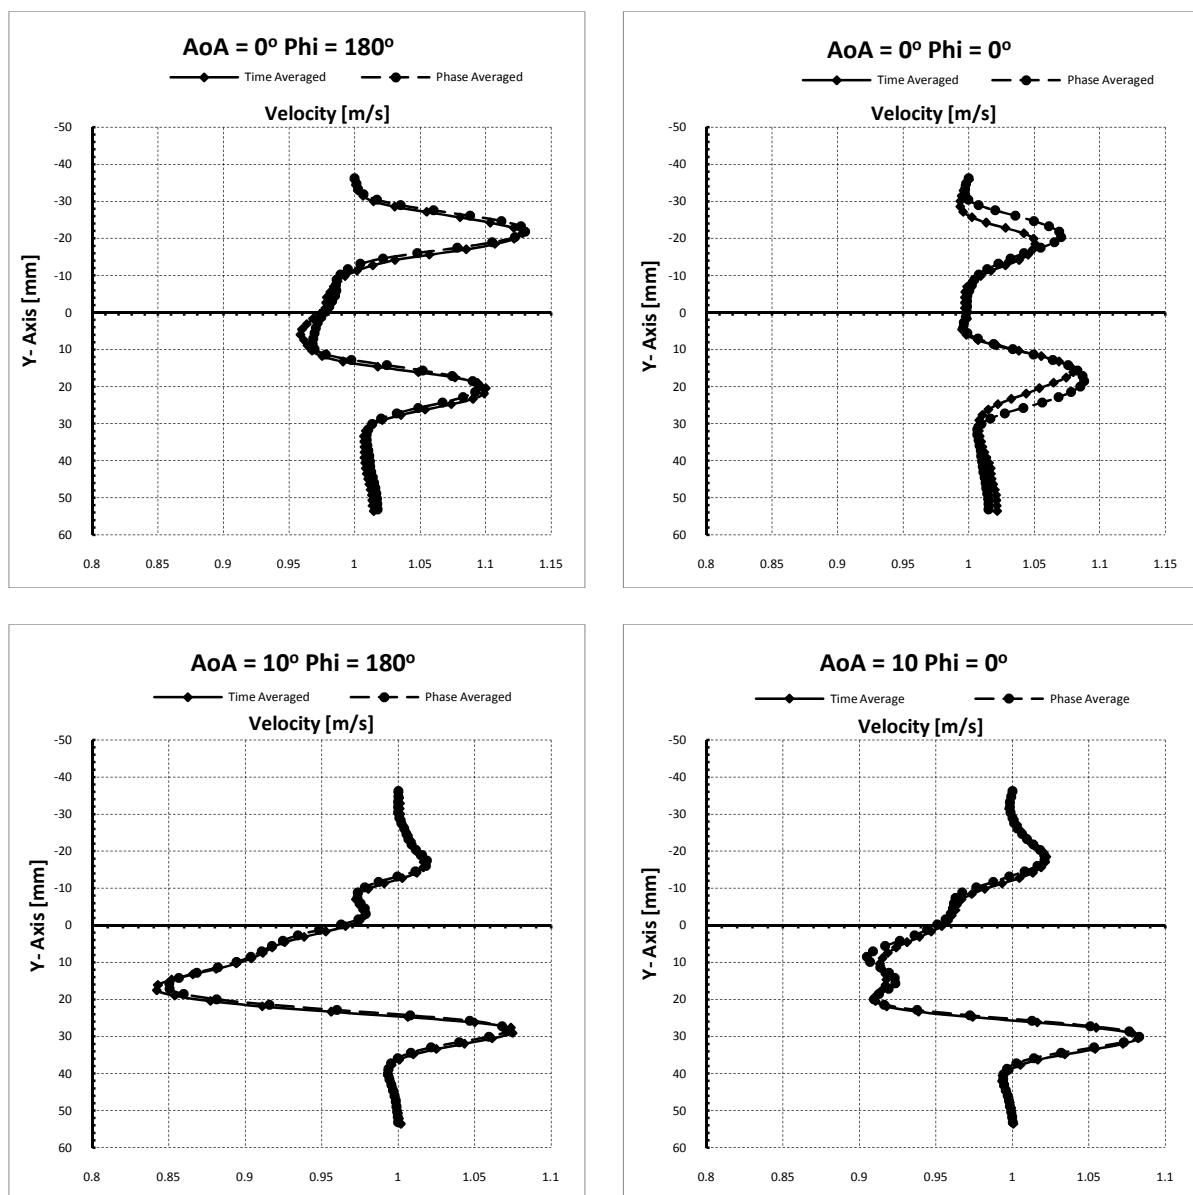 AoA = 0º Phi = 180º
Time Averaged Phase Averaged
Velocity [m/s]
Y- Axis [mm]
-50
-40
-30
-20
-10
0
10
20
30
40
50
60
0.8 0.85 0.9 0.95 1 1.05 1.1 1.15
AoA = 0º Phi = 0º
Time Averaged Phase Averaged
Velocity [m/s]
Y- Axis [mm]
-50
-40
-30
-20
-10
0
10
20
30
40
50
60
0.8 0.85 0.9 0.95 1 1.05 1.1 1.15
AoA = 10º Phi = 180º
Time Averaged Phase Averaged
Velocity [m/s]
Y- Axis [mm]
-50
-40
-30
-20
-10
0
10
20
30
40
50
60
0.8 0.85 0.9 0.95 1 1.05 1.1
AoA = 10 Phi = 0º
Time Average Phase Average
Velocity [m/s]
Y- Axis [mm]
-50
-40
-30
-20
-10
0
10
20
30
40
50
60
0.8 0.85 0.9 0.95 1 1.05 1.1